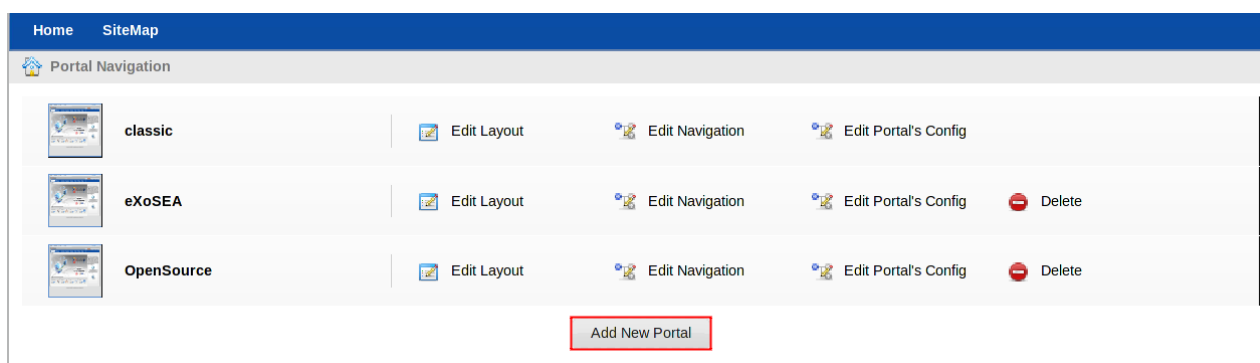 Home SiteMap
Portal Navigation
classic Edit Layout Edit Navigation Edit Portal's Config
eXoSEA Edit Layout Edit Navigation Edit Portal's Config Delete
OpenSource Edit Layout Edit Navigation Edit Portal's Config Delete
Add New Portal